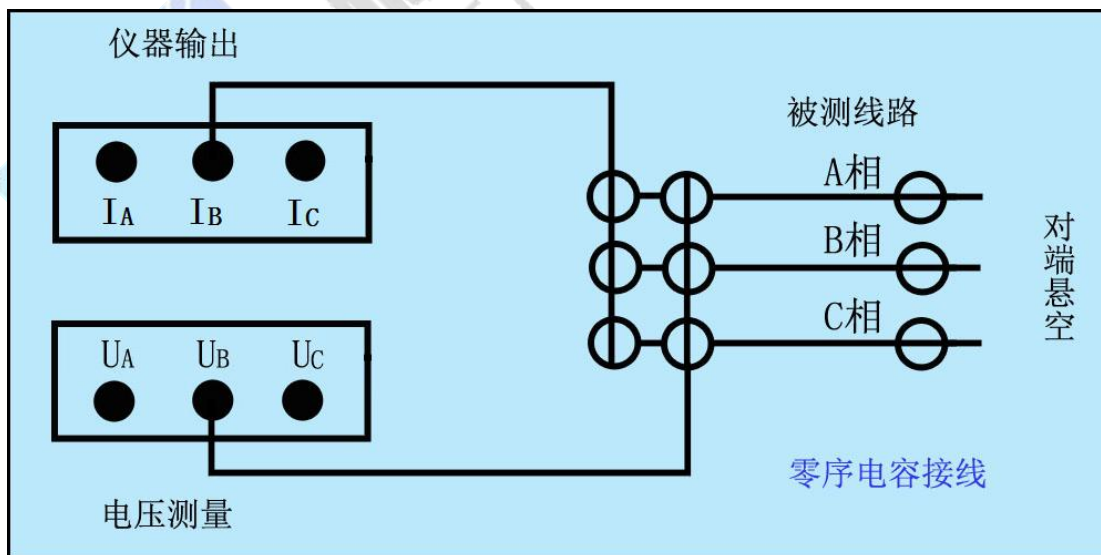 仪器输出
IA IB IC
被测线路
A相
B相
C相
对端悬空
UA UB UC
电压测量
零序电容接线